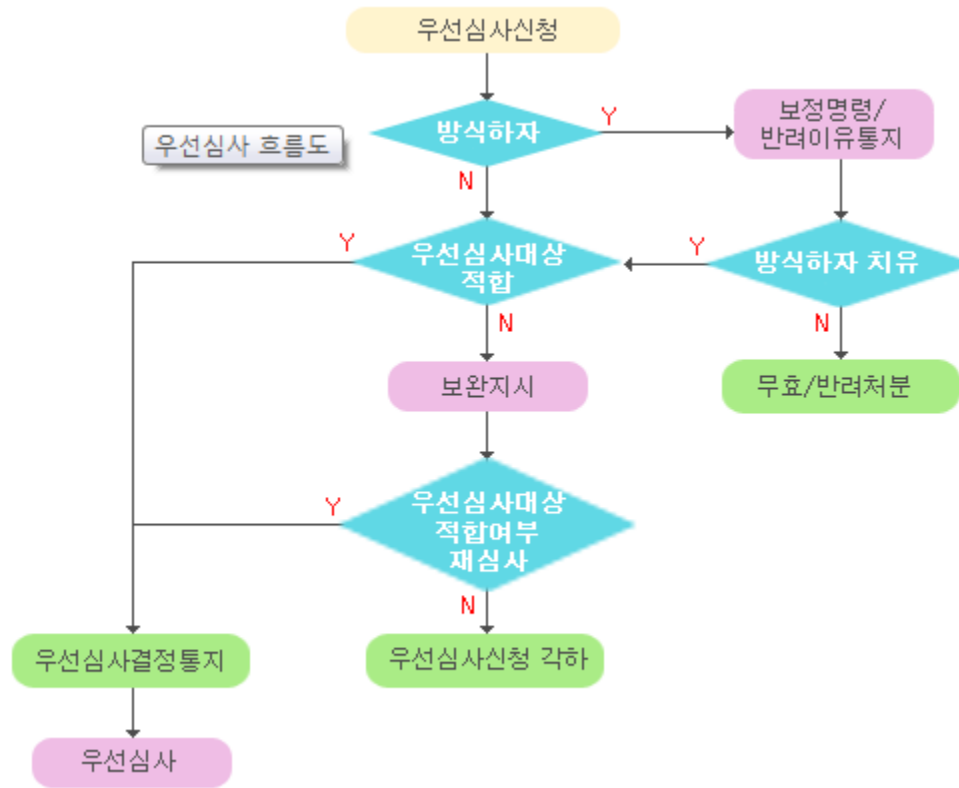 우선심사신청
Y
방식하자
보정명령/
반려이유통지
우선심사 흐름도
N
Y
우선심사대상
적합
Y
방식하자 치유
N
N
보완지시
무효/반려처분
Y
우선심사대상
적합여부
재심사
N
우선심사결정통지
우선심사신청 각하
우선심사